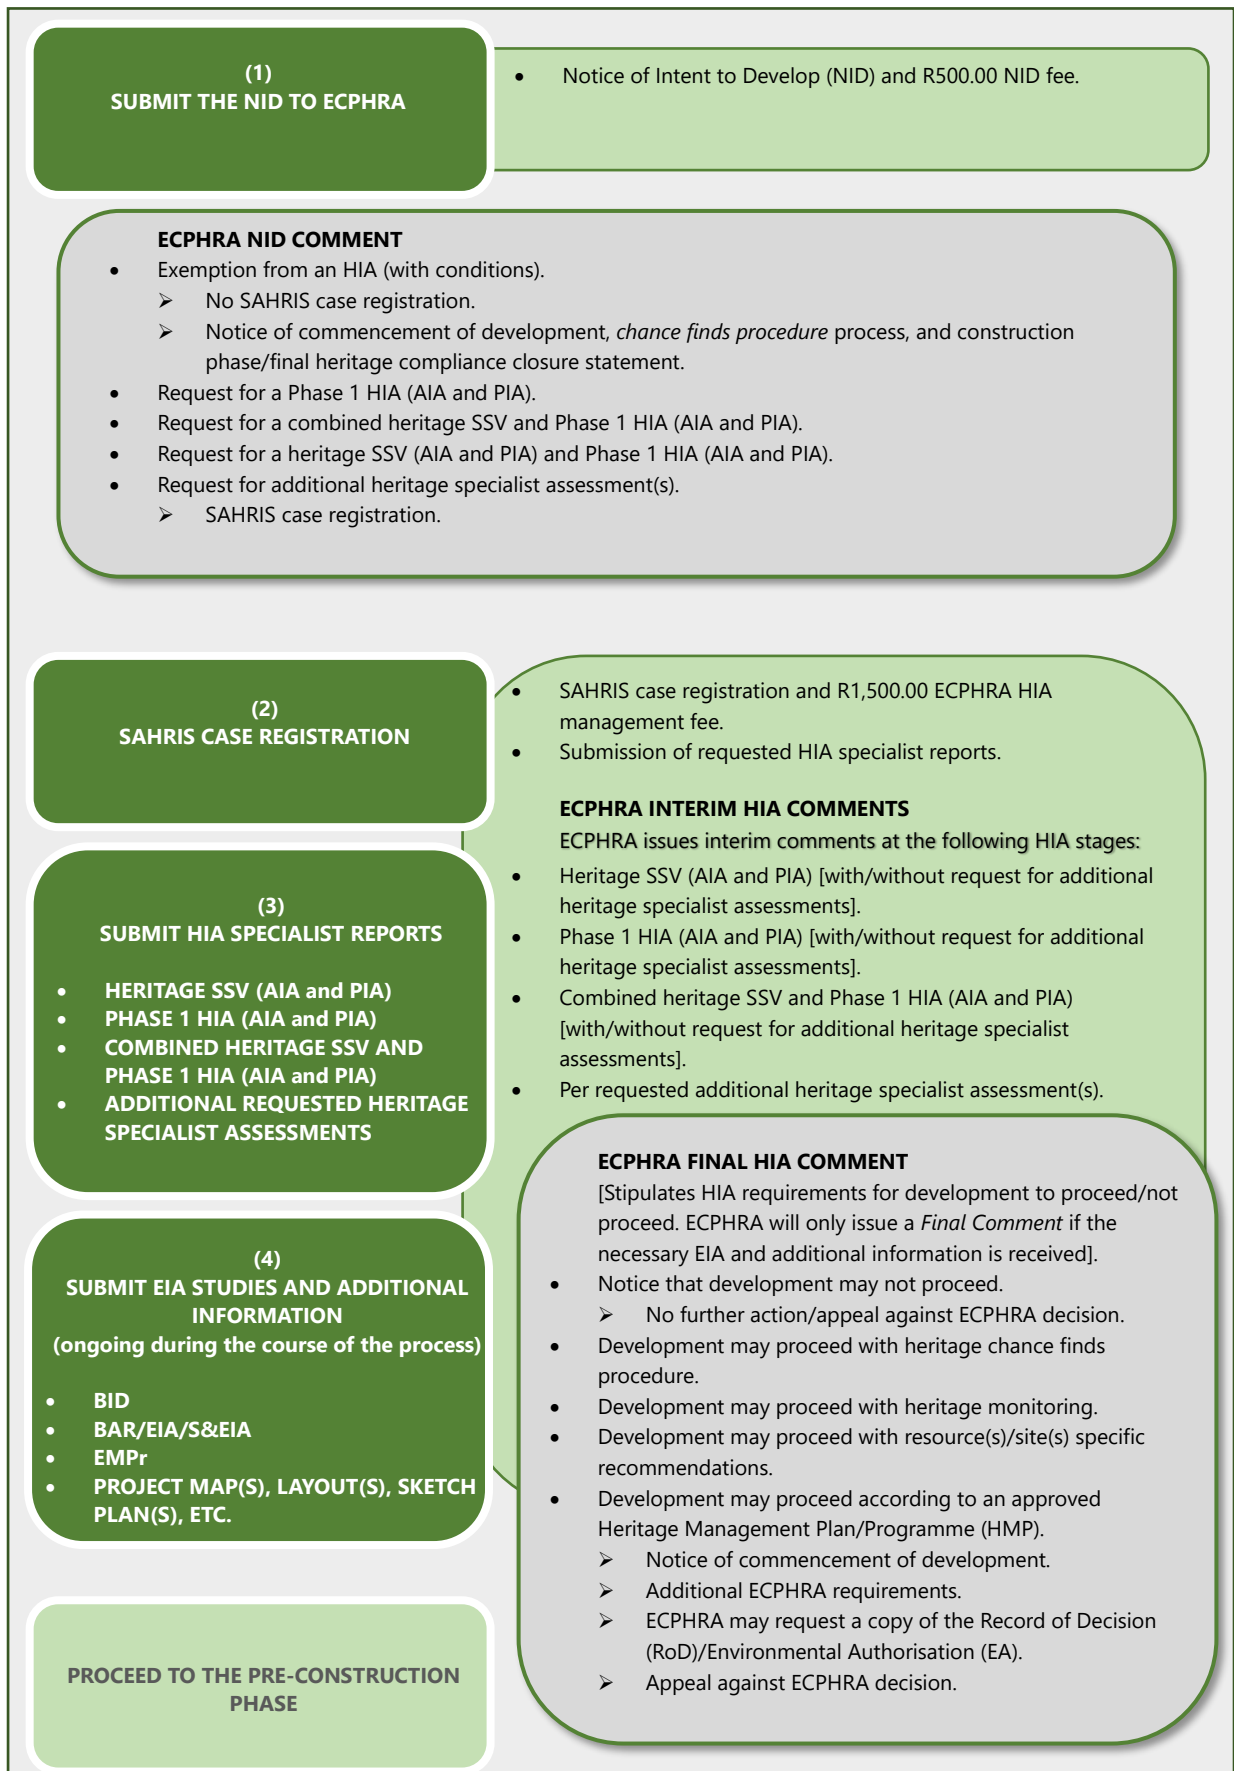 (1)
SUBMIT THE NID TO ECPHRA
• Notice of Intent to Develop (NID) and R500.00 NID fee.
ECPHRA NID COMMENT
• Exemption from an HIA (with conditions).
➢ No SAHRIS case registration.
➢ Notice of commencement of development, chance finds procedure process, and construction
phase/final heritage compliance closure statement.
• Request for a Phase 1 HIA (AIA and PIA).
• Request for a combined heritage SSV and Phase 1 HIA (AIA and PIA).
• Request for a heritage SSV (AIA and PIA) and Phase 1 HIA (AIA and PIA).
• Request for additional heritage specialist assessment(s).
➢ SAHRIS case registration.
(2)
SAHRIS CASE REGISTRATION
• SAHRIS case registration and R1,500.00 ECPHRA HIA
management fee.
• Submission of requested HIA specialist reports.
ECPHRA INTERIM HIA COMMENTS
ECPHRA issues interim comments at the following HIA stages:
• Heritage SSV (AIA and PIA) [with/without request for additional
heritage specialist assessments].
• Phase 1 HIA (AIA and PIA) [with/without request for additional
heritage specialist assessments].
• Combined heritage SSV and Phase 1 HIA (AIA and PIA)
[with/without request for additional heritage specialist
assessments].
• Per requested additional heritage specialist assessment(s).
(3)
SUBMIT HIA SPECIALIST REPORTS
• HERITAGE SSV (AIA and PIA)
• PHASE 1 HIA (AIA and PIA)
• COMBINED HERITAGE SSV AND
PHASE 1 HIA (AIA and PIA)
• ADDITIONAL REQUESTED HERITAGE
SPECIALIST ASSESSMENTS
(4)
SUBMIT EIA STUDIES AND ADDITIONAL
INFORMATION
(ongoing during the course of the process)
• BID
• BAR/EIA/S&EIA
• EMPr
• PROJECT MAP(S), LAYOUT(S), SKETCH
PLAN(S), ETC.
ECPHRA FINAL HIA COMMENT
[Stipulates HIA requirements for development to proceed/not
proceed. ECPHRA will only issue a Final Comment if the
necessary EIA and additional information is received].
• Notice that development may not proceed.
➢ No further action/appeal against ECPHRA decision.
• Development may proceed with heritage chance finds
procedure.
• Development may proceed with heritage monitoring.
• Development may proceed with resource(s)/site(s) specific
recommendations.
• Development may proceed according to an approved
Heritage Management Plan/Programme (HMP).
➢ Notice of commencement of development.
➢ Additional ECPHRA requirements.
➢ ECPHRA may request a copy of the Record of Decision
(RoD)/Environmental Authorisation (EA).
➢ Appeal against ECPHRA decision.
PROCEED TO THE PRE-CONSTRUCTION
PHASE